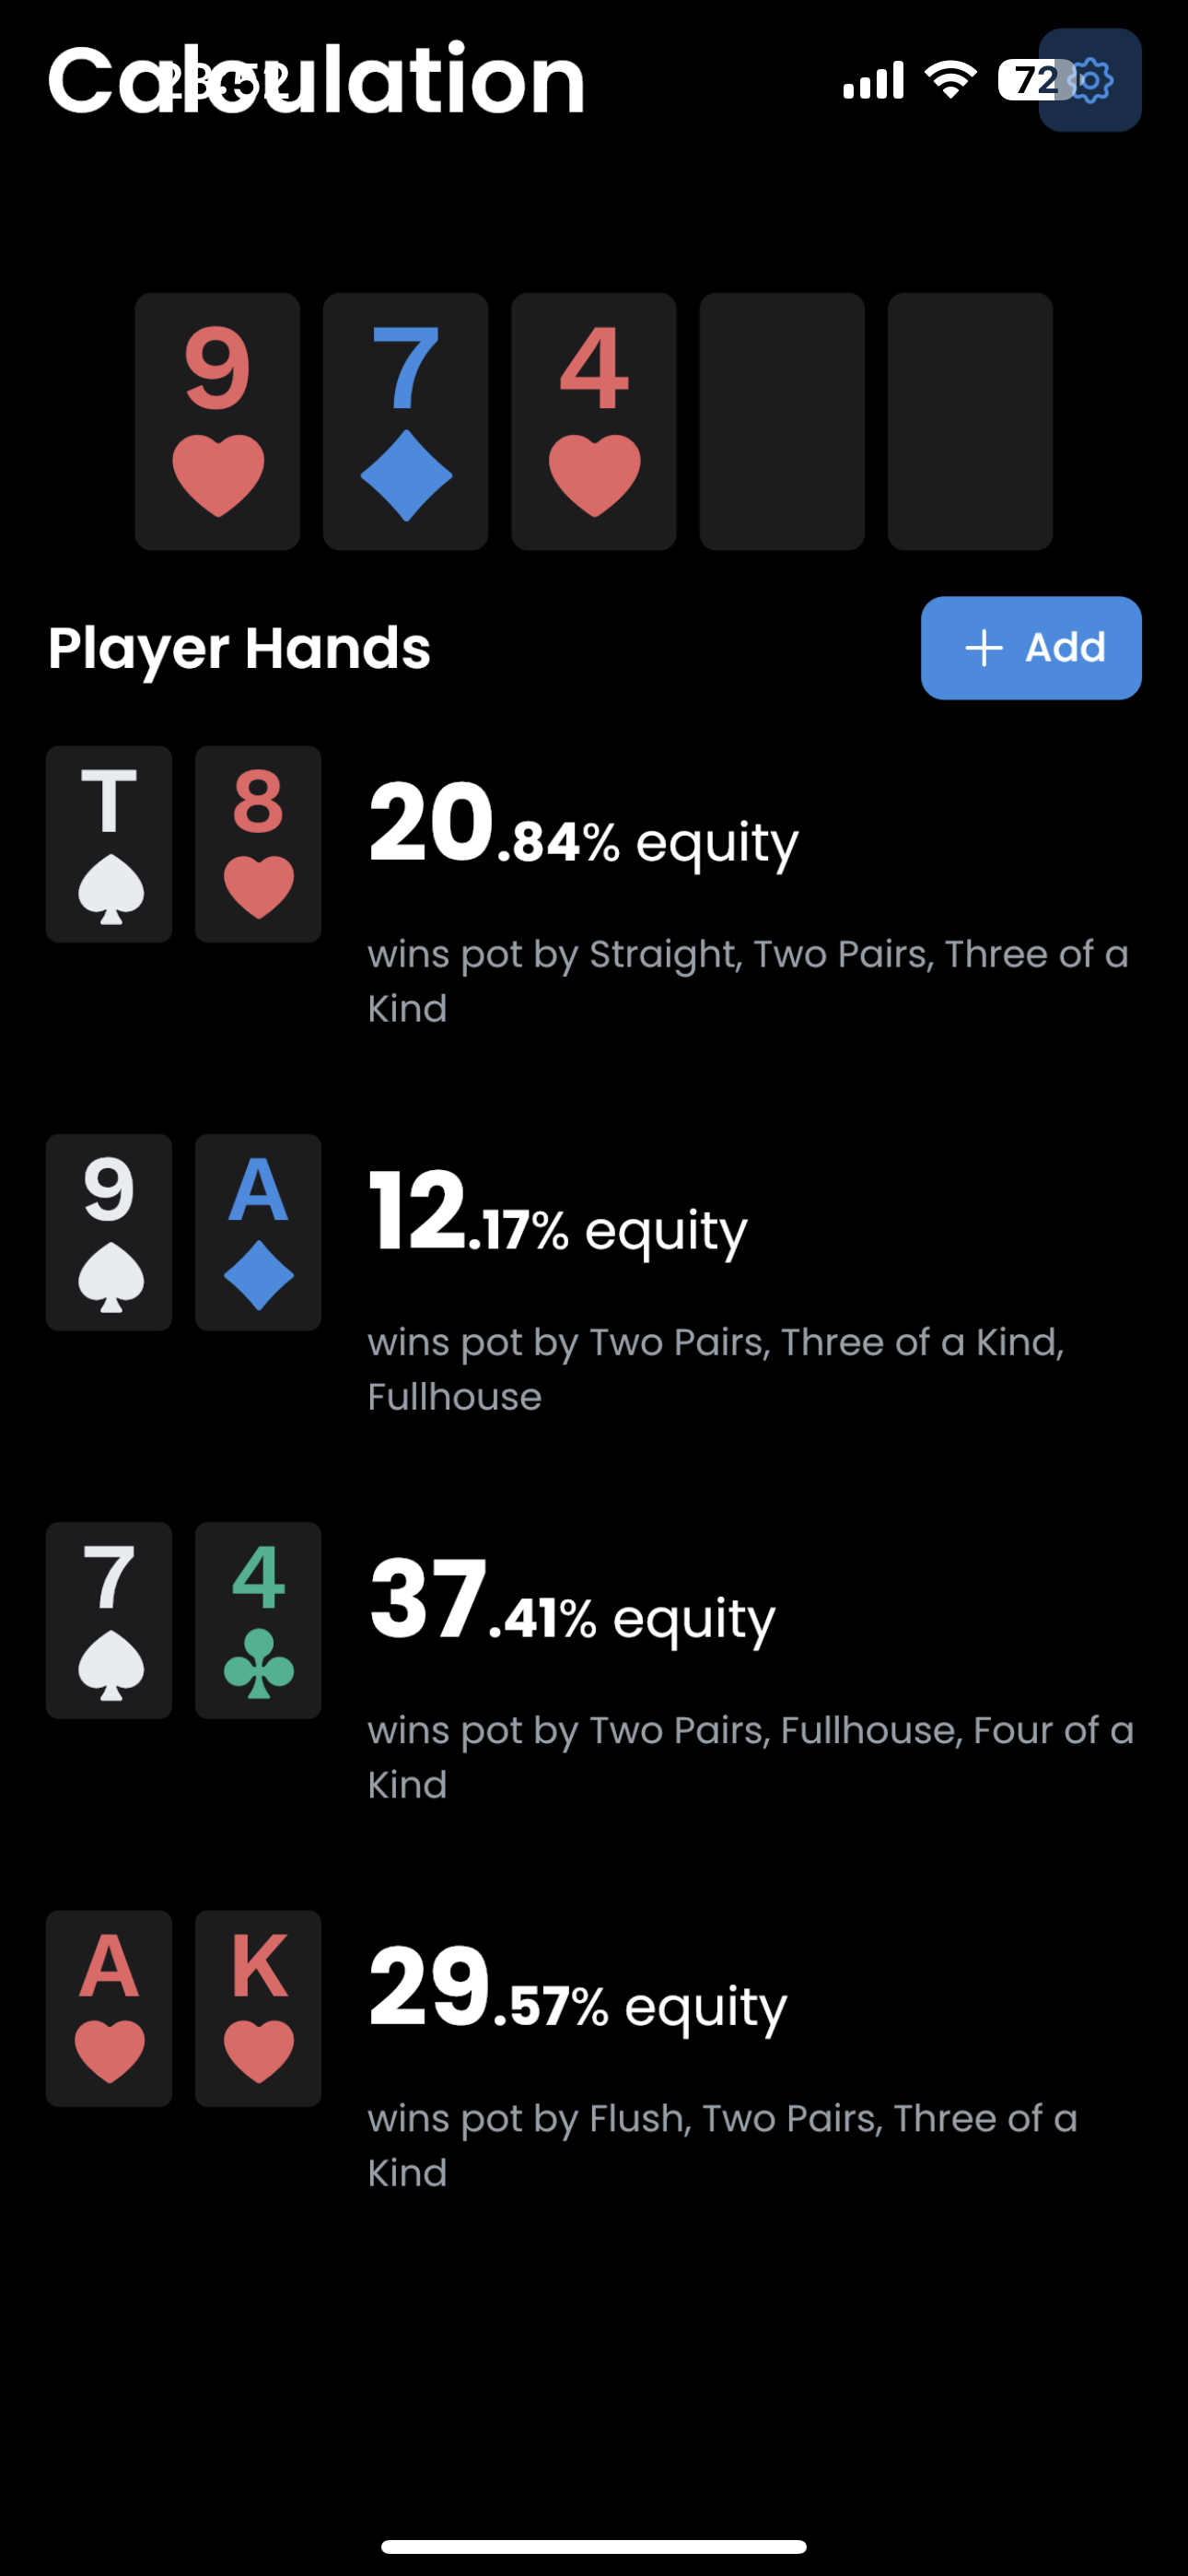 Calculation
23:52
72
9 7 4
Player Hands
Add
T 8
20.84% equity
wins pot by Straight, Two Pairs, Three of a
Kind
9 A
12.17% equity
wins pot by Two Pairs, Three of a Kind,
Fullhouse
7 4
37.41% equity
wins pot by Two Pairs, Fullhouse, Four of a
Kind
A K
29.57% equity
wins pot by Flush, Two Pairs, Three of a
Kind